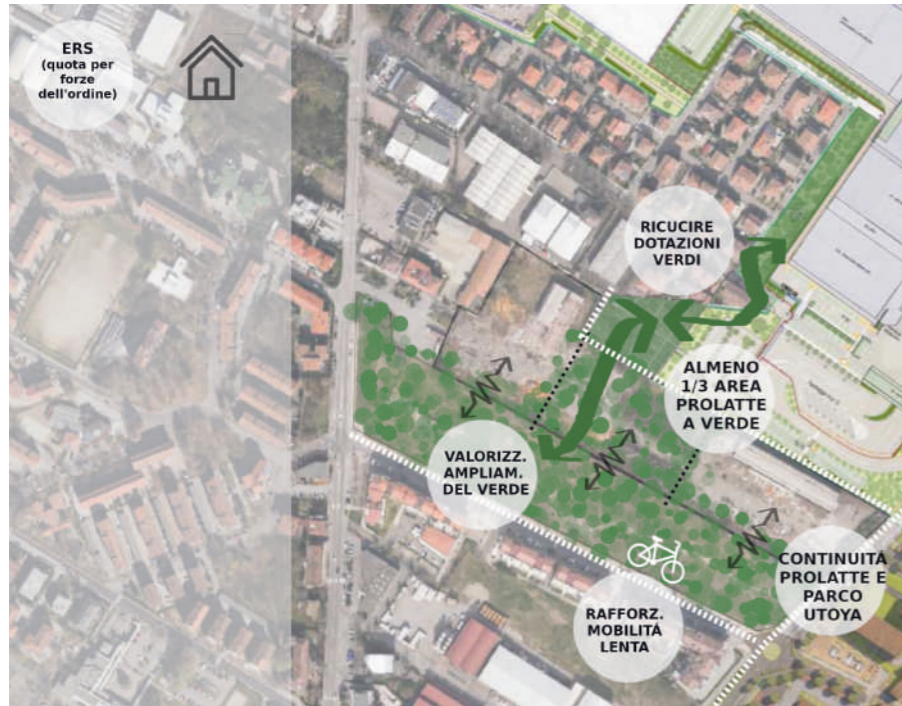 ERS
(quota per
forze
dell'ordine)
RICUCIRE
DOTAZIONI
VERDI
ALMENO
1/3 AREA
PROLATTE
A VERDE
VALORIZZ.
AMPLIAM.
DEL VERDE
CONTINUITÁ
PROLATTE E
PARCO
UTOYA
RAFFORZ.
MOBILITÁ
LENTA